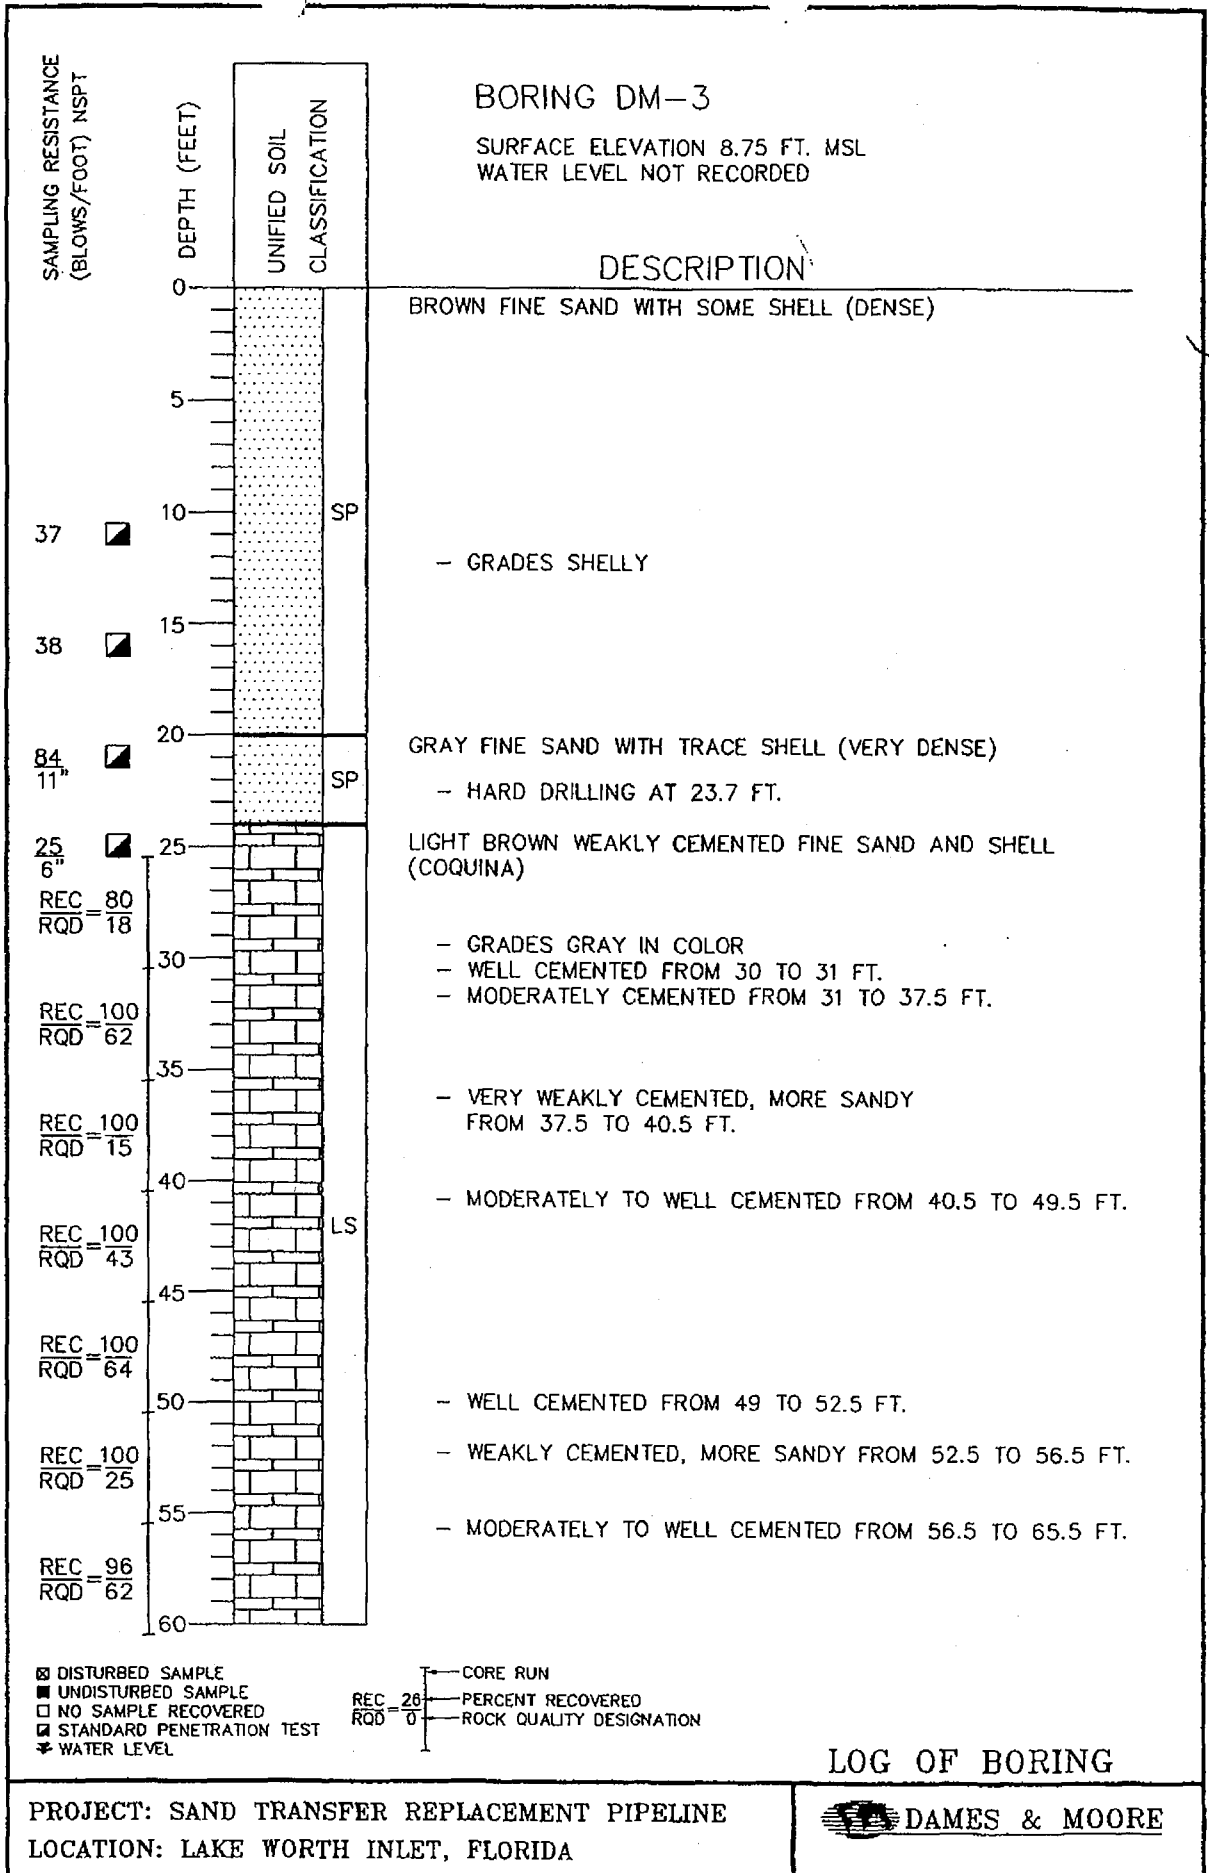 SAMPLING RESISTANCE
(BLOWS/FOOT) NSPT
DEPTH (FEET)
UNIFIED SOIL
CLASSIFICATION
BORING DM-3
SURFACE ELEVATION 8.75 FT. MSL
WATER LEVEL NOT RECORDED
DESCRIPTION
0
BROWN FINE SAND WITH SOME SHELL (DENSE)
5
10
SP
37
- GRADES SHELLY
15
38
20
GRAY FINE SAND WITH TRACE SHELL (VERY DENSE)
84
11"
SP
- HARD DRILLING AT 23.7 FT.
25
6"
25
LIGHT BROWN WEAKLY CEMENTED FINE SAND AND SHELL
(COQUINA)
REC = 80
RQD 18
- GRADES GRAY IN COLOR
30
- WELL CEMENTED FROM 30 TO 31 FT.
- MODERATELY CEMENTED FROM 31 TO 37.5 FT.
REC = 100
RQD 62
35
- VERY WEAKLY CEMENTED, MORE SANDY
FROM 37.5 TO 40.5 FT.
REC = 100
RQD 15
40
- MODERATELY TO WELL CEMENTED FROM 40.5 TO 49.5 FT.
LS
REC = 100
RQD 43
45
REC = 100
RQD 64
50
- WELL CEMENTED FROM 49 TO 52.5 FT.
- WEAKLY CEMENTED, MORE SANDY FROM 52.5 TO 56.5 FT.
REC = 100
RQD 25
55
- MODERATELY TO WELL CEMENTED FROM 56.5 TO 65.5 FT.
REC = 96
RQD 62
60
DISTURBED SAMPLE
UNDISTURBED SAMPLE
NO SAMPLE RECOVERED
STANDARD PENETRATION TEST
WATER LEVEL
CORE RUN
REC = 26 PERCENT RECOVERED
RQD 0 ROCK QUALITY DESIGNATION
LOG OF BORING
PROJECT: SAND TRANSFER REPLACEMENT PIPELINE
LOCATION: LAKE WORTH INLET, FLORIDA
DAMES & MOORE